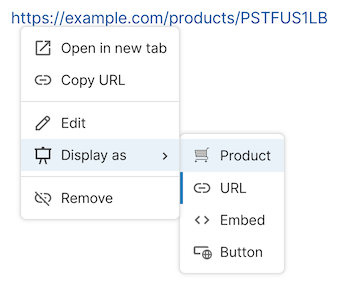 https://example.com/products/PSTFUS1LB
Open in new tab
Copy URL
Edit
Display as
Remove
Product
URL
Embed
Button